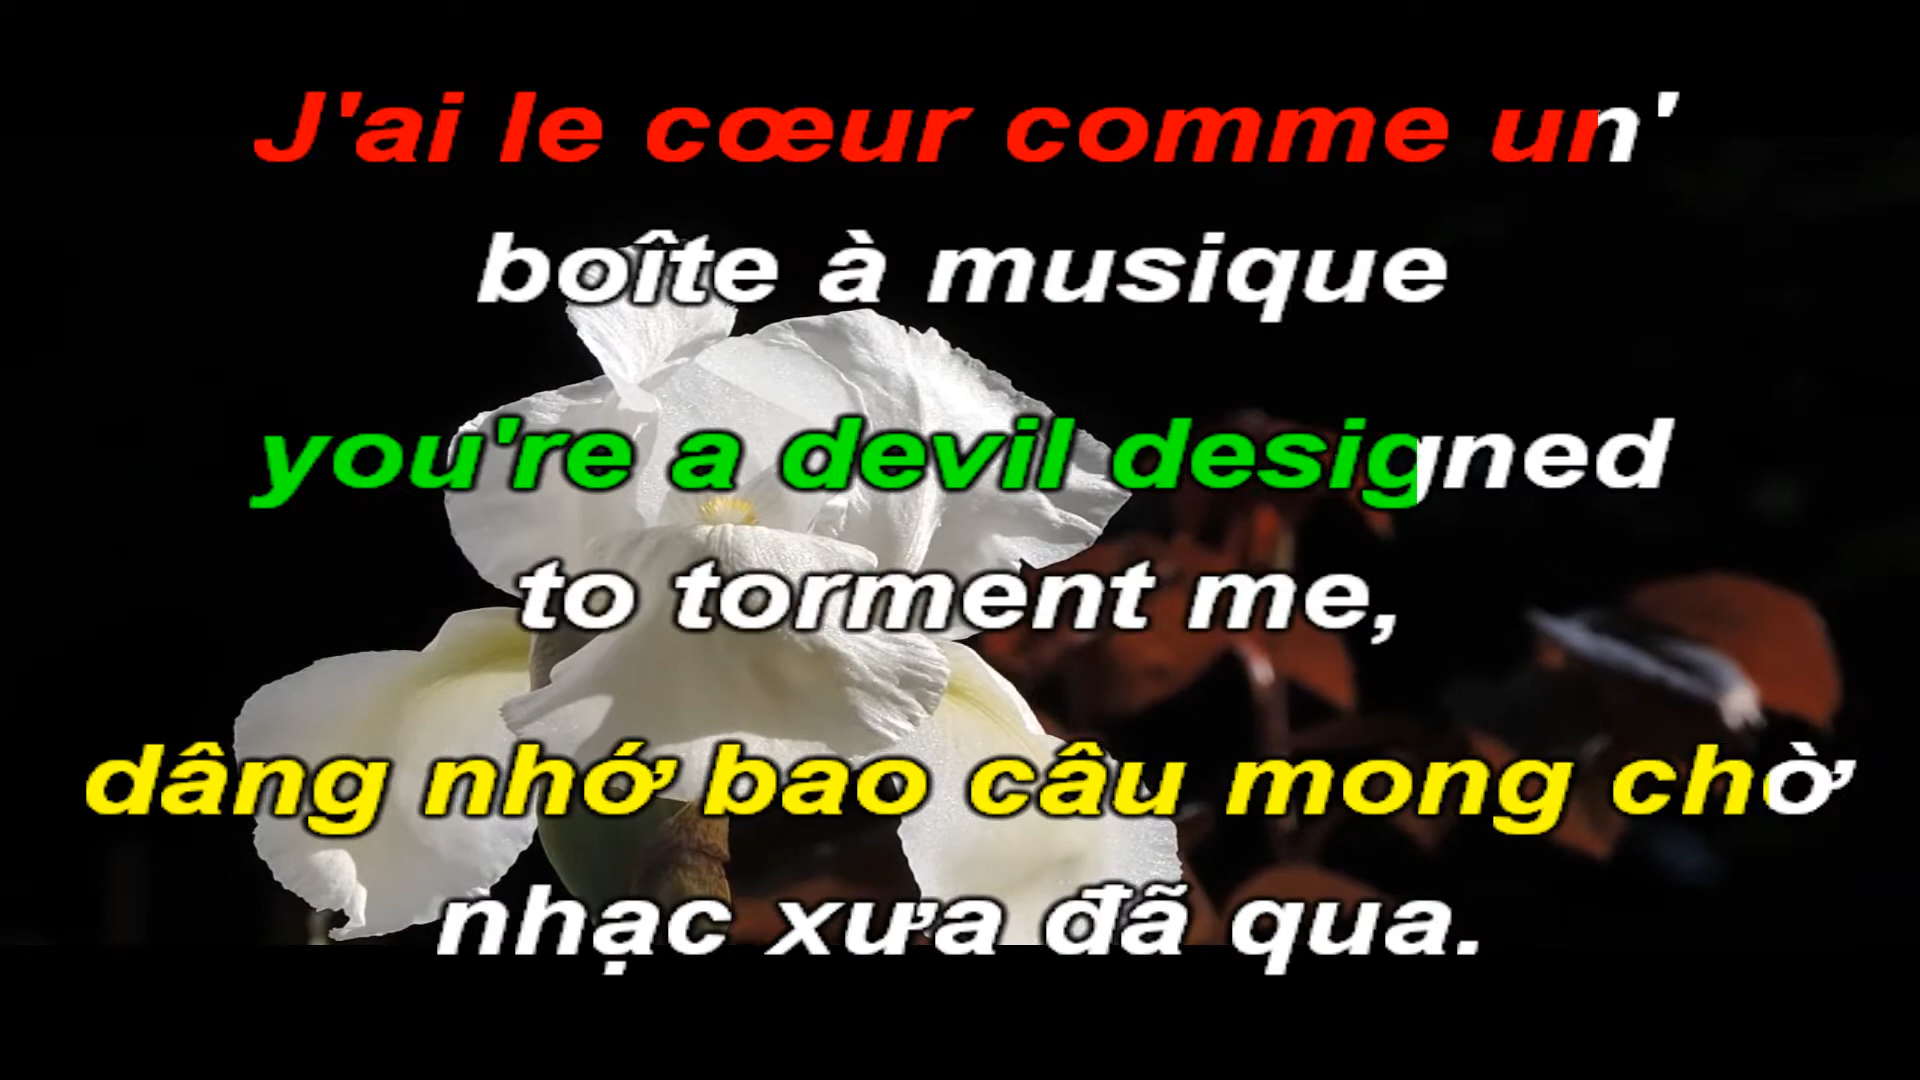 J'ai le cœur comme un'
boîte à musique
you're a devil designed
to torment me,
dâng nhớ bao câu mong chờ
nhạc xưa đã qua.